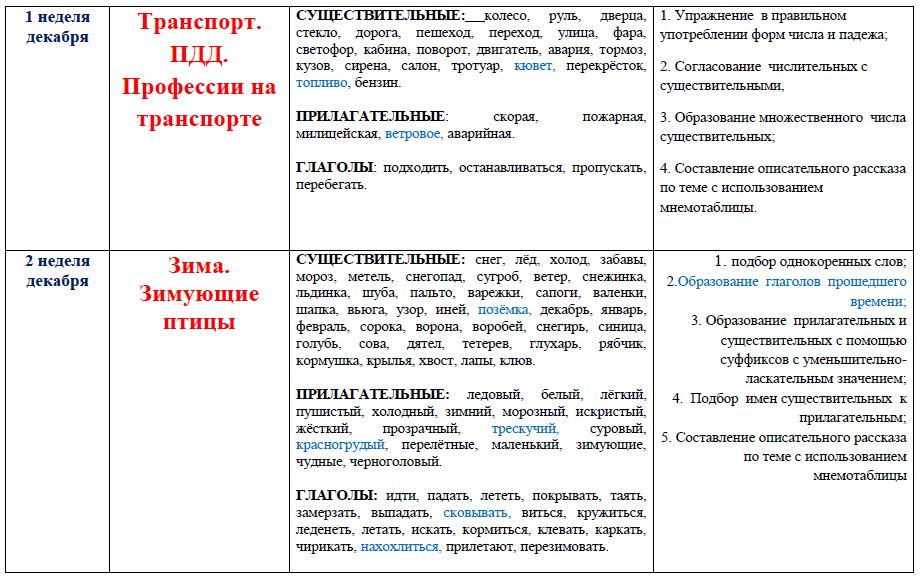 1 неделя
декабря
Транспорт.
ПДД.
Профессии на
транспорте
СУЩЕСТВИТЕЛЬНЫЕ:   колесо, руль, дверца,
стекло, дорога, пешеход, переход, улица, фара,
светофор, кабина, поворот, двигатель, авария, тормоз,
кузов, сирена, салон, тротуар, кювет, перекрёсток,
топливо, бензин.
ПРИЛАГАТЕЛЬНЫЕ: скорая, пожарная,
милицейская, ветровое, аварийная.
ГЛАГОЛЫ: подходить, останавливаться, пропускать,
перебегать.
1. Упражнение в правильном
употреблении форм числа и падежа;
2. Согласование числительных с
существительными,
3. Образование множественного числа
существительных;
4. Составление описательного рассказа
по теме с использованием
мнемотаблицы.
2 неделя
декабря
Зима.
Зимующие
птицы
СУЩЕСТВИТЕЛЬНЫЕ: снег, лёд, холод, забавы,
мороз, метель, снегопад, сугроб, ветер, снежинка,
льдинка, шуба, пальто, варежки, сапоги, валенки,
шапка, вьюга, узор, иней, позёмка, декабрь, январь,
февраль, сорока, ворона, воробей, снегирь, синица,
голубь, сова, дятел, тетерев, глухарь, рябчик,
кормушка, крылья, хвост, лапы, клюв.
ПРИЛАГАТЕЛЬНЫЕ: ледовый, белый, лёгкий,
пушистый, холодный, зимний, морозный, искристый,
жёсткий, прозрачный, трескучий, суровый,
красногрудый, перелётные, маленький, зимующие,
чудные, черноголовый.
ГЛАГОЛЫ: идти, падать, лететь, покрывать, таять,
замерзать, выпадать, сковывать, виться, кружиться,
леденеть, летать, искать, кормиться, клевать, каркать,
чирикать, нахохлиться, прилетают, перезимовать.
1. подбор однокоренных слов;
2.Образование глаголов прошедшего
времени;
3. Образование прилагательных и
существительных с помощью
суффиксов с уменьшительно-
ласкательным значением;
4. Подбор имен существительных к
прилагательным;
5. Составление описательного рассказа
по теме с использованием
мнемотаблицы